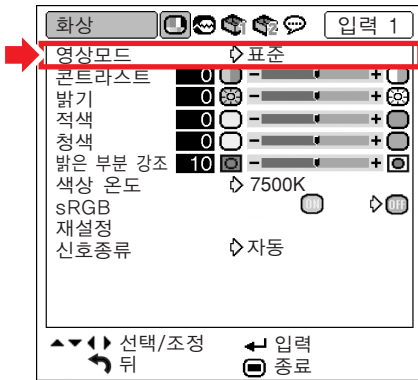 화상 입력 1
영상모드 표준
콘트라스트 0 - +
밝기 0 - +
적색 0 - +
청색 0 - +
밝은 부분 강조 10 - +
색상 온도 7500K
sRGB ON OFF
재설정
신호종류 자동
선택/조정 입력
뒤 종료